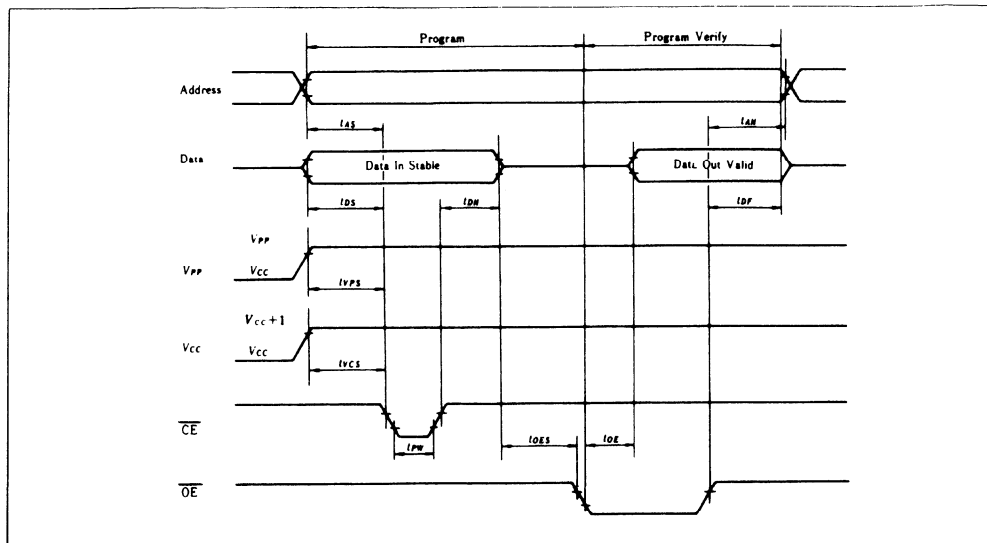 Program Program Verify
Address
tAS tAH
Data Data In Stable Data Out Valid
tDS tDH tDF
VPP
VPP VCC
tVPS
VCC+1
VCC VCC
tVCS
CE
tPW tOES tOE
OE